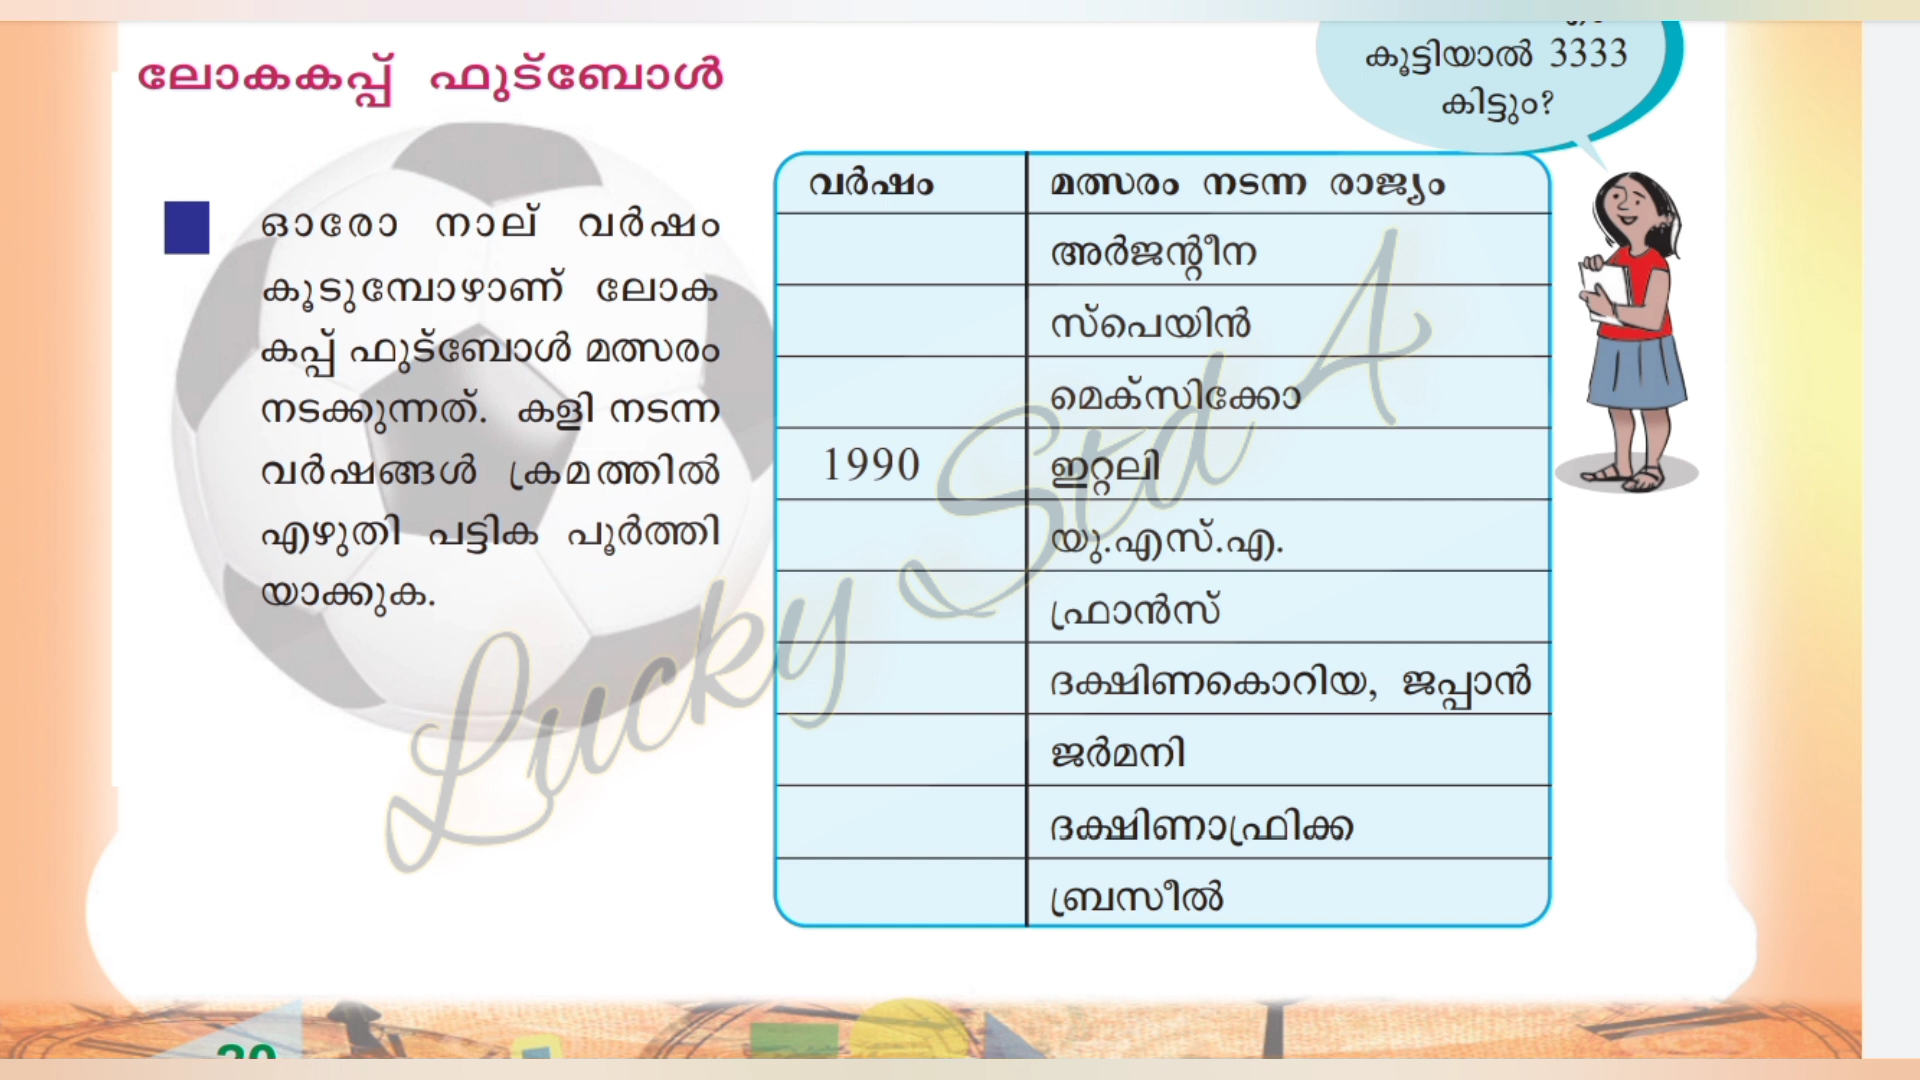 കൂട്ടിയാൽ 3333
കിട്ടും?
ലോകകപ്പ് ഫുട്ബോൾ
ഓരോ നാല് വർഷം
കൂടുമ്പോഴാണ് ലോക
കപ്പ് ഫുട്ബോൾ മത്സരം
നടക്കുന്നത്. കളി നടന്ന
വർഷങ്ങൾ ക്രമത്തിൽ
എഴുതി പട്ടിക പൂർത്തി
യാക്കുക.
വർഷം മത്സരം നടന്ന രാജ്യം
അർജന്റീന
സ്പെയിൻ
മെക്സിക്കോ
1990 ഇറ്റലി
യു.എസ്.എ.
ഫ്രാൻസ്
ദക്ഷിണകൊറിയ, ജപ്പാൻ
ജർമനി
ദക്ഷിണാഫ്രിക്ക
ബ്രസീൽ
Lucky Std A